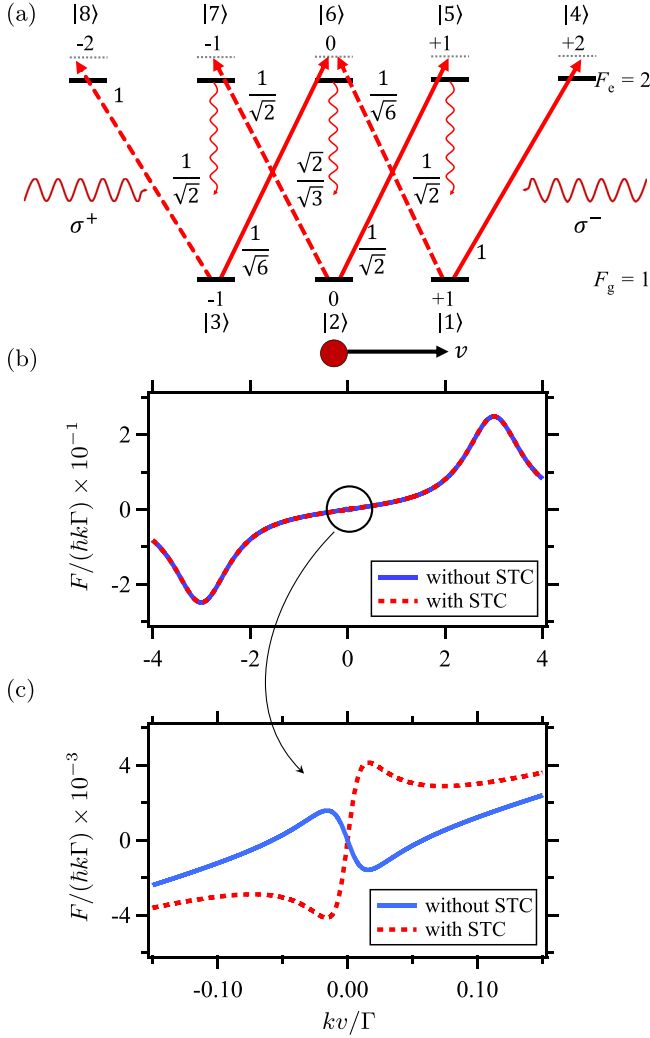 (a) |8⟩ |7⟩ |6⟩ |5⟩ |4⟩
-2 -1 0 +1 +2
F_e = 2
1 1/√2 1/√6
1/√2 √2/√3 1/√2
σ⁺ σ⁻
1/√6 1/√2 1
-1 0 +1 F_g = 1
|3⟩ |2⟩ |1⟩
v
(b)
F/(ħkΓ) × 10⁻¹
2
0
-2
without STC
with STC
-4 -2 0 2 4
(c)
F/(ħkΓ) × 10⁻³
4
0
-4
without STC
with STC
-0.10 0.00 0.10
kv/Γ